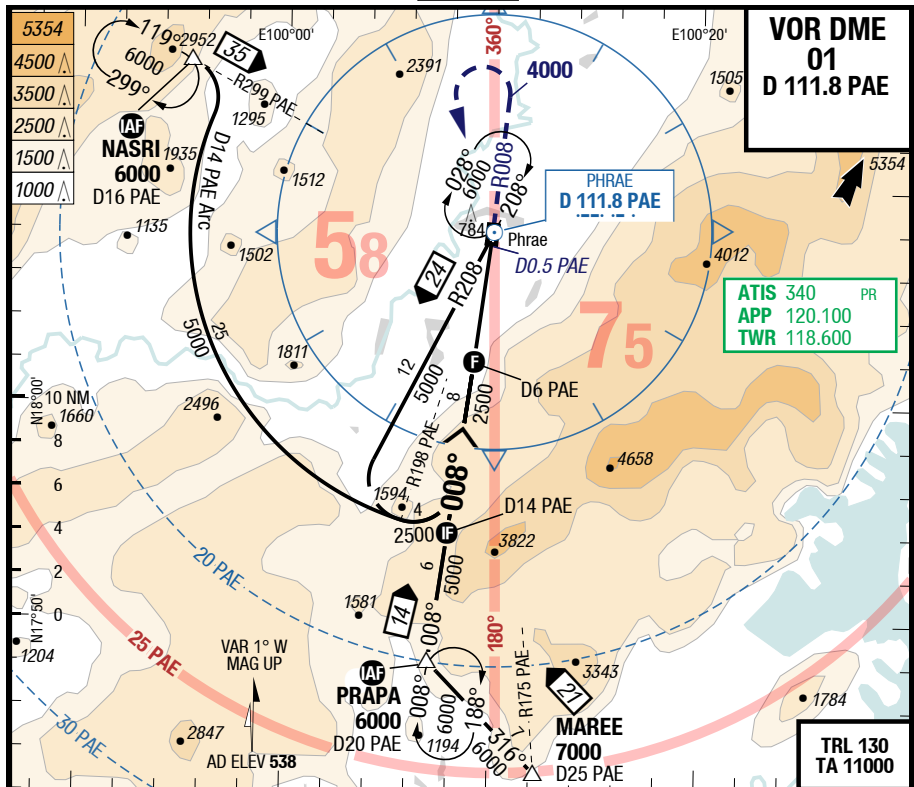 5354
4500
3500
2500
1500
1000
119°
2952
6000
299°
35
E100°00'
360°
E100°20'
VOR DME
01
D 111.8 PAE
2391
4000
1505
R299 PAE
1295
IAF
NASRI
6000
D16 PAE
1935
D14 PAE Arc
1512
028°
6000
R008
208°
PHRAE
D 111.8 PAE
5354
1135
1502
58
784
Phrae
D0.5 PAE
4012
24
R208
75
ATIS 340 PR
APP 120.100
TWR 118.600
25
5000
1811
12
5000
F
D6 PAE
8
2500
N18°00'
10 NM
1660
2496
8
R198 PAE
4658
6
1594
4
008°
D14 PAE
4
2500
IF
3822
2
20 PAE
6
5000
N17°50'
0
1581
14
008°
180°
1204
25 PAE
VAR 1° W
MAG UP
IAF
PRAPA
6000
D20 PAE
008°
6000
188°
1194
R175 PAE
21
3343
1784
7
316°
6000
MAREE
7000
D25 PAE
30 PAE
2847
AD ELEV 538
TRL 130
TA 11000